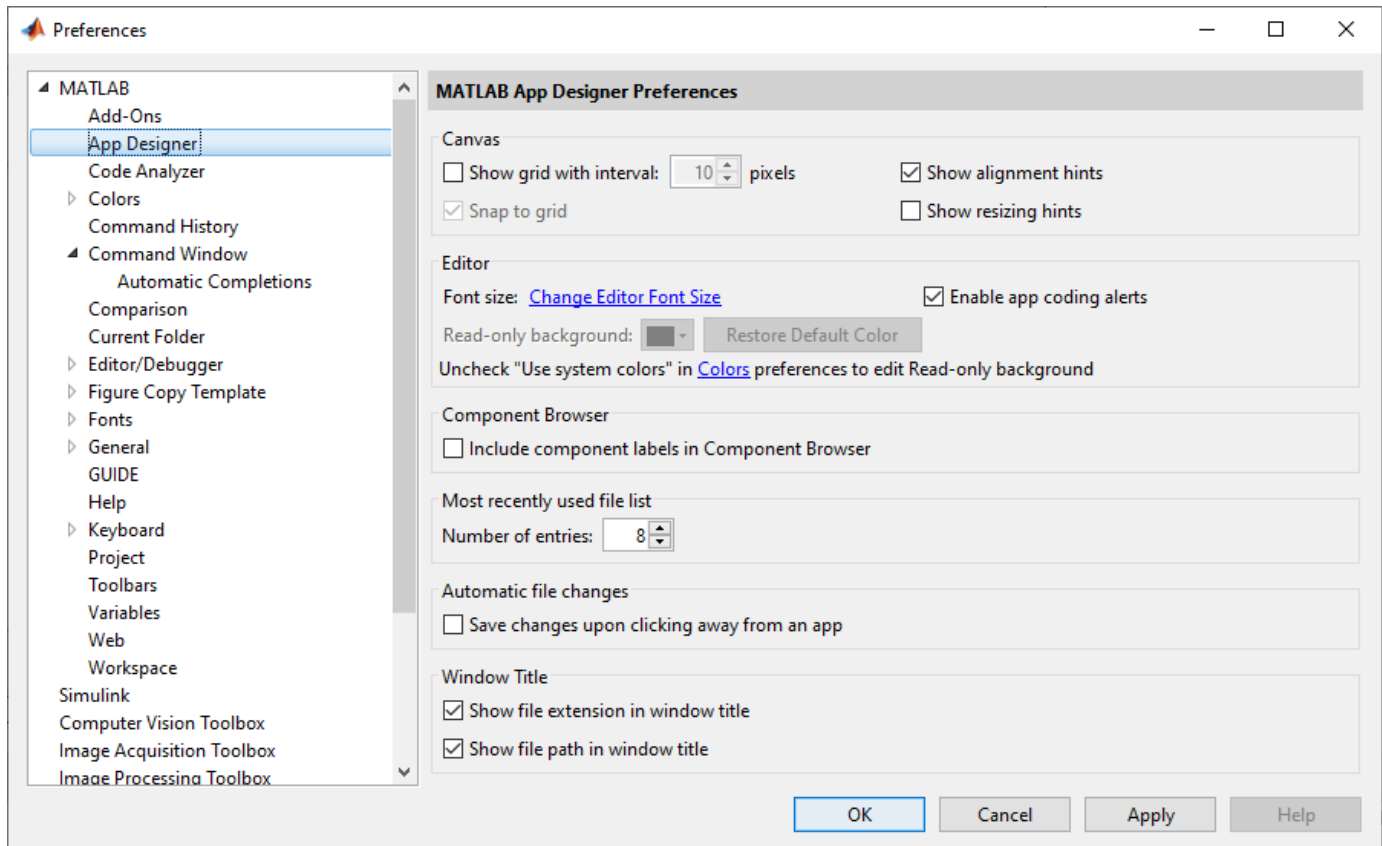 Preferences
MATLAB
Add-Ons
App Designer
Code Analyzer
Colors
Command History
Command Window
Automatic Completions
Comparison
Current Folder
Editor/Debugger
Figure Copy Template
Fonts
General
GUIDE
Help
Keyboard
Project
Toolbars
Variables
Web
Workspace
Simulink
Computer Vision Toolbox
Image Acquisition Toolbox
Image Processing Toolbox
MATLAB App Designer Preferences
Canvas
Show grid with interval: 10 pixels Show alignment hints
Snap to grid Show resizing hints
Editor
Font size: Change Editor Font Size Enable app coding alerts
Read-only background: Restore Default Color
Uncheck "Use system colors" in Colors preferences to edit Read-only background
Component Browser
Include component labels in Component Browser
Most recently used file list
Number of entries: 8
Automatic file changes
Save changes upon clicking away from an app
Window Title
Show file extension in window title
Show file path in window title
OK Cancel Apply Help